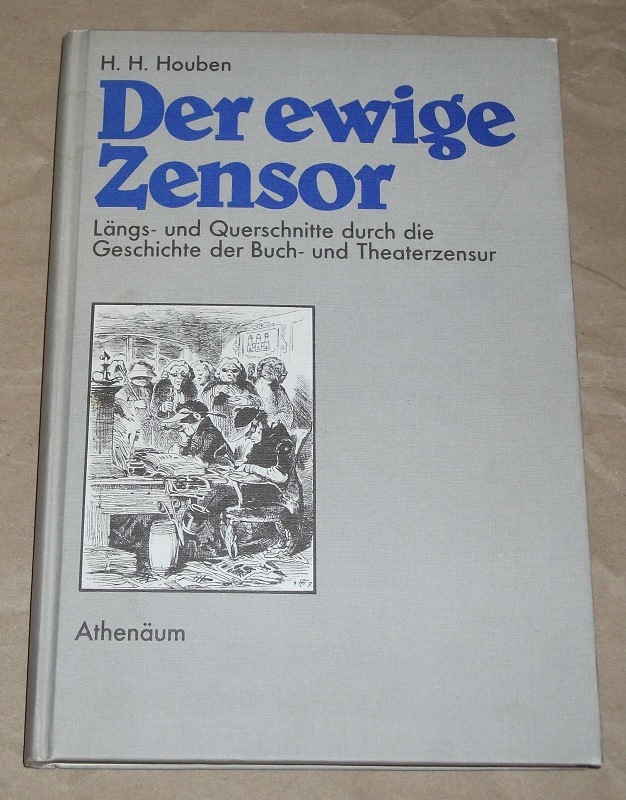 H. H. Houben
Der ewige
Zensor
Längs- und Querschnitte durch die
Geschichte der Buch- und Theaterzensur
Athenäum